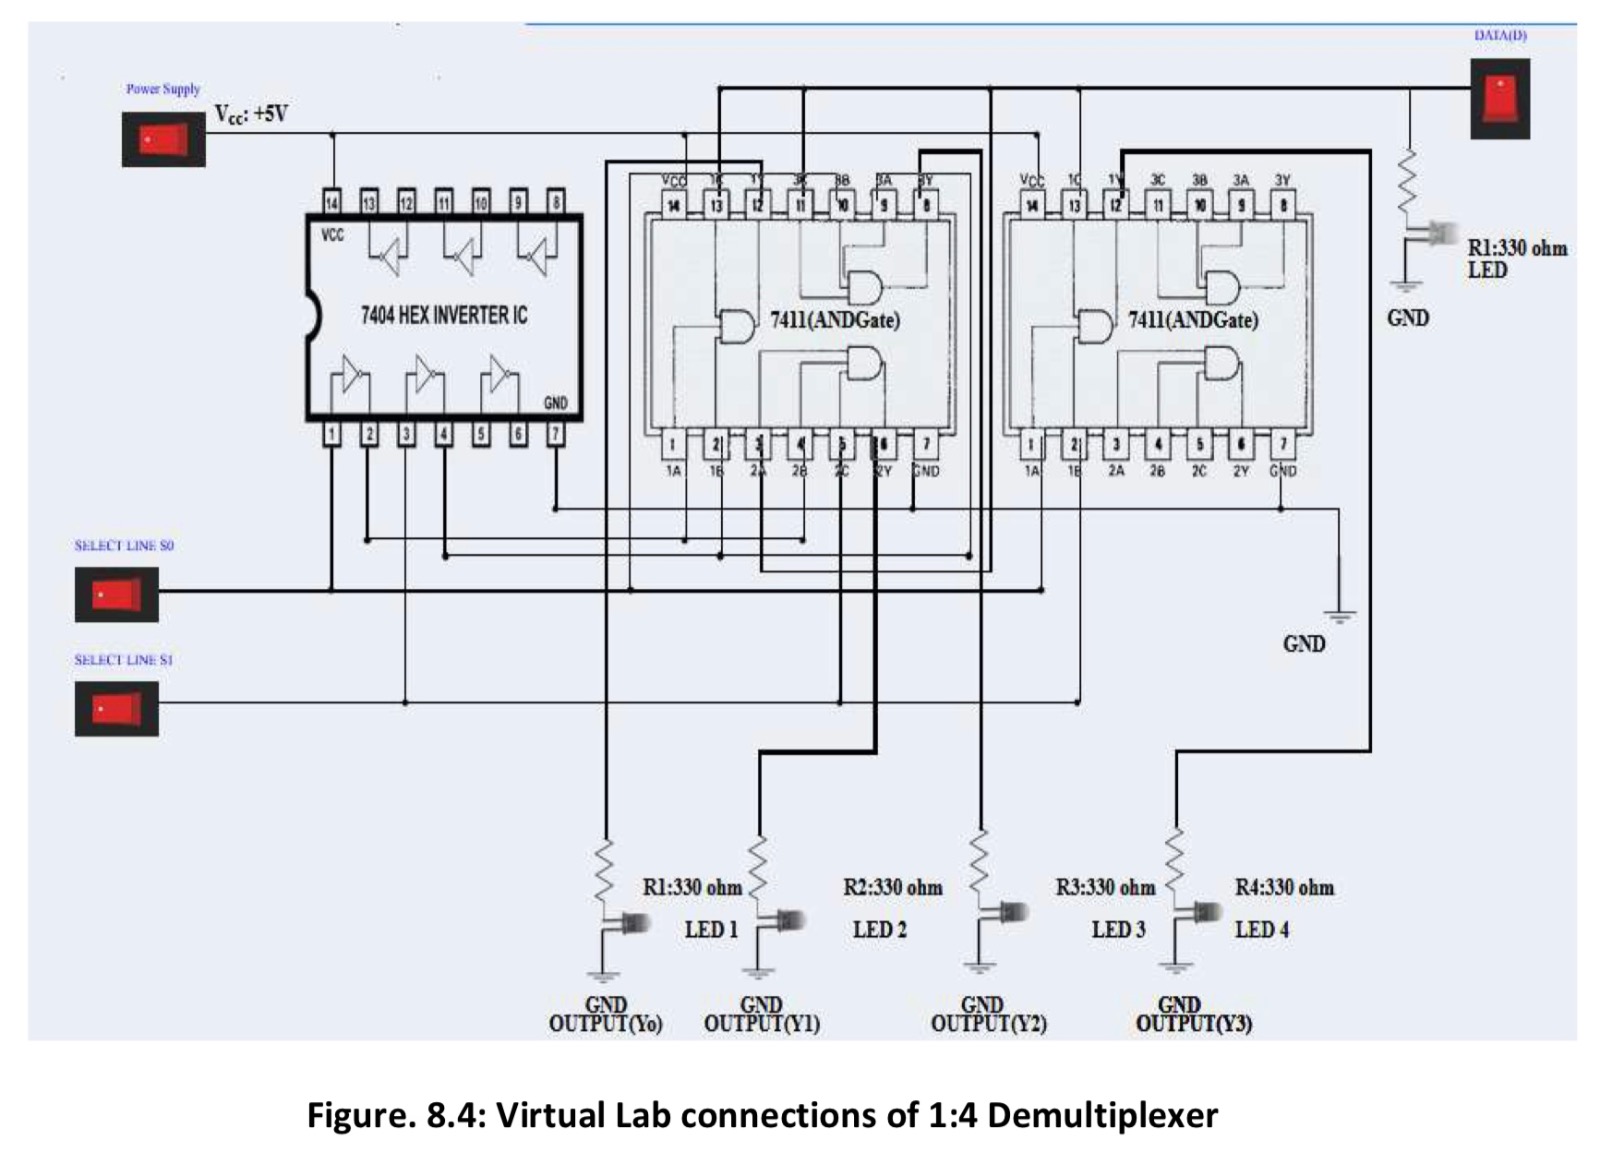 DATA(D)
Power Supply
Vcc: +5V
VCC 1C 1Y 3C 3B 3A 3Y
VCC 1C 1Y 3C 3B 3A 3Y
14 13 12 11 10 9 8
14 13 12 11 10 9 8
14 13 12 11 10 9 8
VCC
R1:330 ohm
LED
7404 HEX INVERTER IC
7411(ANDGate)
7411(ANDGate)
GND
GND
1 2 3 4 5 6 7
1 2 3 4 5 6 7
1 2 3 4 5 6 7
1A 1B 2A 2B 2C 2Y GND
1A 1B 2A 2B 2C 2Y GND
SELECT LINE S0
GND
SELECT LINE S1
R1:330 ohm
LED 1
R2:330 ohm
LED 2
R3:330 ohm
LED 3
R4:330 ohm
LED 4
GND
OUTPUT(Yo)
GND
OUTPUT(Y1)
GND
OUTPUT(Y2)
GND
OUTPUT(Y3)
Figure. 8.4: Virtual Lab connections of 1:4 Demultiplexer